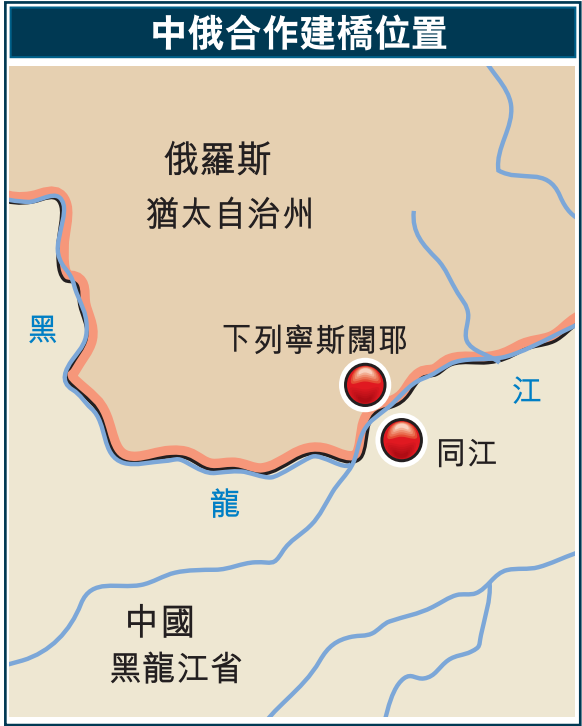 中俄合作建橋位置
俄羅斯
猶太自治州
黑
下列寧斯闊耶
江
同江
龍
中國
黑龍江省